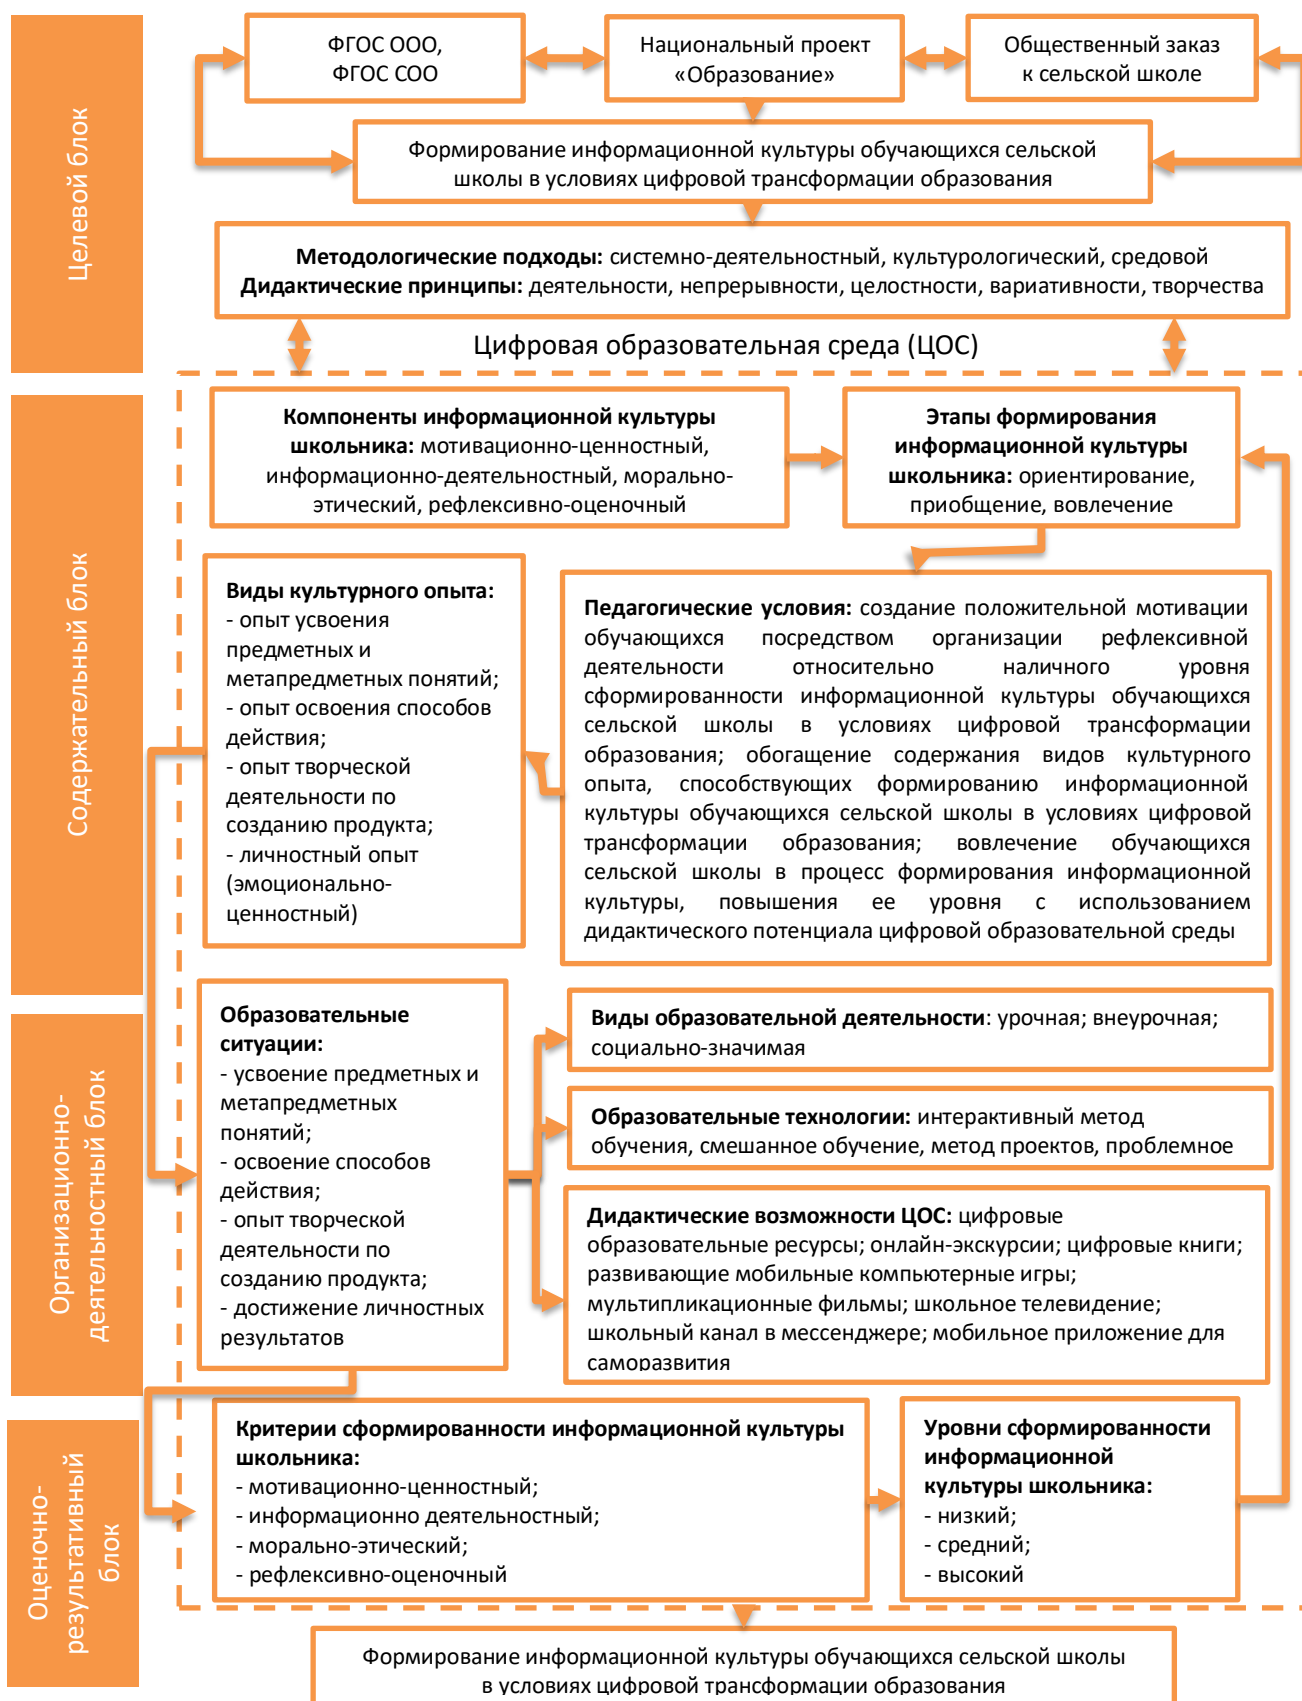 Целевой блок
ФГОС ООО,
ФГОС СОО
Национальный проект
«Образование»
Общественный заказ
к сельской школе
Формирование информационной культуры обучающихся сельской
школы в условиях цифровой трансформации образования
Методологические подходы: системно-деятельностный, культурологический, средовой
Дидактические принципы: деятельности, непрерывности, целостности, вариативности, творчества
Цифровая образовательная среда (ЦОС)
Содержательный блок
Компоненты информационной культуры
школьника: мотивационно-ценностный,
информационно-деятельностный, морально-
этический, рефлексивно-оценочный
Этапы формирования
информационной культуры
школьника: ориентирование,
приобщение, вовлечение
Виды культурного опыта:
- опыт усвоения
предметных и
метапредметных понятий;
- опыт освоения способов
действия;
- опыт творческой
деятельности по
созданию продукта;
- личностный опыт
(эмоционально-
ценностный)
Педагогические условия: создание положительной мотивации
обучающихся посредством организации рефлексивной
деятельности относительно наличного уровня
сформированности информационной культуры обучающихся
сельской школы в условиях цифровой трансформации
образования; обогащение содержания видов культурного
опыта, способствующих формированию информационной
культуры обучающихся сельской школы в условиях цифровой
трансформации образования; вовлечение обучающихся
сельской школы в процесс формирования информационной
культуры, повышения ее уровня с использованием
дидактического потенциала цифровой образовательной среды
Организационно-
деятельностный блок
Образовательные
ситуации:
- усвоение предметных и
метапредметных
понятий;
- освоение способов
действия;
- опыт творческой
деятельности по
созданию продукта;
- достижение личностных
результатов
Виды образовательной деятельности: урочная; внеурочная;
социально-значимая
Образовательные технологии: интерактивный метод
обучения, смешанное обучение, метод проектов, проблемное
Дидактические возможности ЦОС: цифровые
образовательные ресурсы; онлайн-экскурсии; цифровые книги;
развивающие мобильные компьютерные игры;
мультипликационные фильмы; школьное телевидение;
школьный канал в мессенджере; мобильное приложение для
саморазвития
Оценочно-
результативный
блок
Критерии сформированности информационной культуры
школьника:
- мотивационно-ценностный;
- информационно деятельностный;
- морально-этический;
- рефлексивно-оценочный
Уровни сформированности
информационной
культуры школьника:
- низкий;
- средний;
- высокий
Формирование информационной культуры обучающихся сельской школы
в условиях цифровой трансформации образования